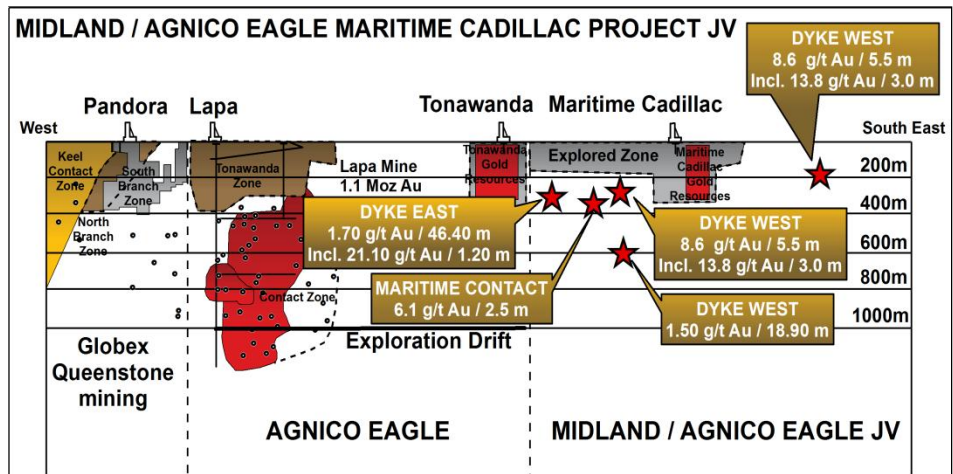 MIDLAND / AGNICO EAGLE MARITIME CADILLAC PROJECT JV
DYKE WEST
8.6 g/t Au / 5.5 m
Incl. 13.8 g/t Au / 3.0 m
Pandora
Lapa
Tonawanda
Maritime Cadillac
West
South East
Keel
Contact
Zone
South
Branch
Zone
North
Branch
Zone
Tonawanda
Zone
Lapa Mine
1.1 Moz Au
Tonawanda
Gold
Resources
Explored Zone
Maritime
Cadillac
Gold
Resources
200m
400m
600m
800m
1000m
DYKE EAST
1.70 g/t Au / 46.40 m
Incl. 21.10 g/t Au / 1.20 m
DYKE WEST
8.6 g/t Au / 5.5 m
Incl. 13.8 g/t Au / 3.0 m
MARITIME CONTACT
6.1 g/t Au / 2.5 m
DYKE WEST
1.50 g/t Au / 18.90 m
Contact Zone
Exploration Drift
Globex
Queenstone
mining
AGNICO EAGLE
MIDLAND / AGNICO EAGLE JV